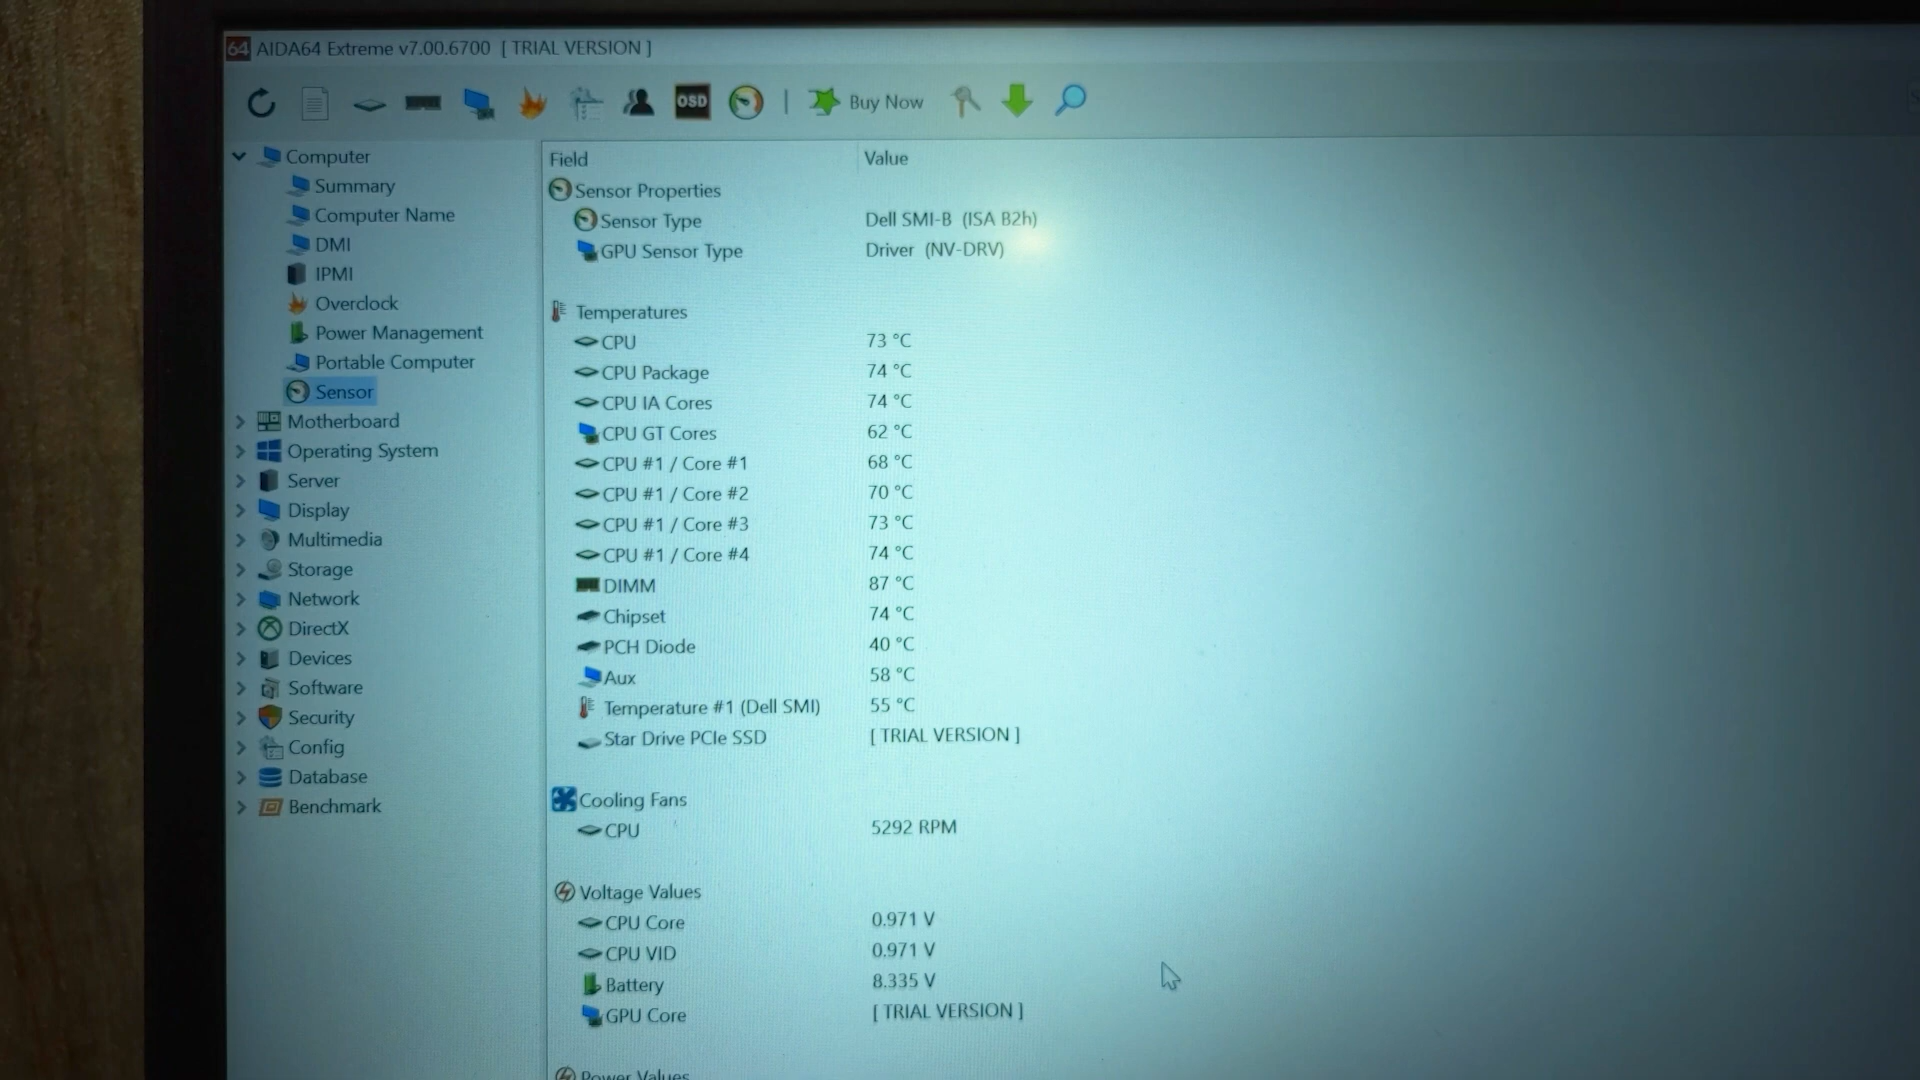 AIDA64 Extreme v7.00.6700 [ TRIAL VERSION ]
OSD
Buy Now
Computer
Summary
Computer Name
DMI
IPMI
Overclock
Power Management
Portable Computer
Sensor
Motherboard
Operating System
Server
Display
Multimedia
Storage
Network
DirectX
Devices
Software
Security
Config
Database
Benchmark
Field Value
Sensor Properties
Sensor Type Dell SMI-B (ISA B2h)
GPU Sensor Type Driver (NV-DRV)
Temperatures
CPU 73 °C
CPU Package 74 °C
CPU IA Cores 74 °C
CPU GT Cores 62 °C
CPU #1 / Core #1 68 °C
CPU #1 / Core #2 70 °C
CPU #1 / Core #3 73 °C
CPU #1 / Core #4 74 °C
DIMM 87 °C
Chipset 74 °C
PCH Diode 40 °C
Aux 58 °C
Temperature #1 (Dell SMI) 55 °C
Star Drive PCIe SSD [ TRIAL VERSION ]
Cooling Fans
CPU 5292 RPM
Voltage Values
CPU Core 0.971 V
CPU VID 0.971 V
Battery 8.335 V
GPU Core [ TRIAL VERSION ]
Power Values